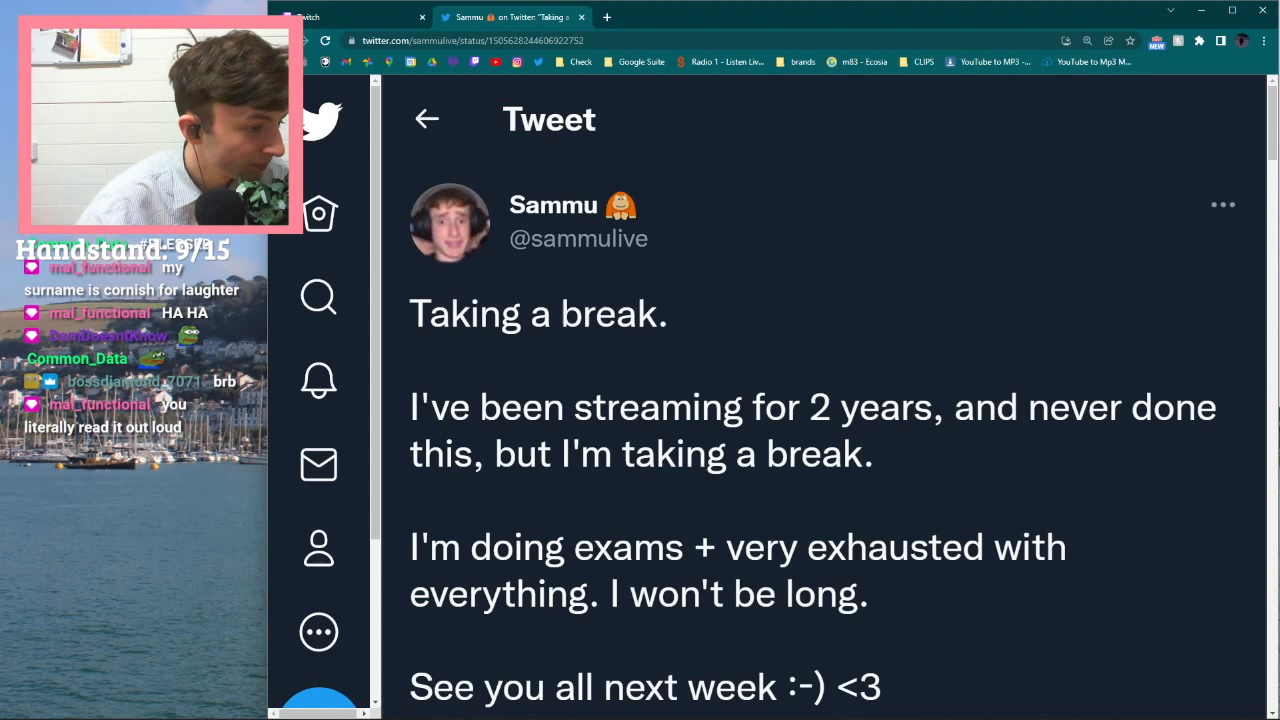 Twitch
Sammu on Twitter: "Taking a
twitter.com/sammulive/status/1505628244606922752
NEW
Check
Google Suite
Radio 1 - Listen Liv...
brands
m83 - Ecosia
CLIPS
YouTube to MP3 -...
YouTube to Mp3 M...
Tweet
Sammu
@sammulive
Taking a break.
I've been streaming for 2 years, and never done
this, but I'm taking a break.
I'm doing exams + very exhausted with
everything. I won't be long.
See you all next week :-) <3
Common_Data #BLESSED
Handstand: 9/15
mal_functional my
surname is cornish for laughter
mal_functional HA HA
DomDoesntKnow
Common_Data
bossdiamond_7071 brb
mal_functional you
literally read it out loud